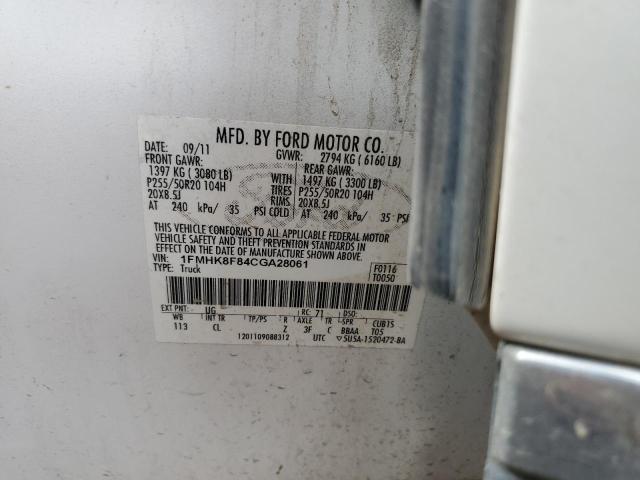 MFD. BY FORD MOTOR CO.
DATE: 09/11 GVWR: 2794 KG ( 6160 LB)
FRONT GAWR: REAR GAWR:
1397 KG ( 3080 LB) WITH 1497 KG ( 3300 LB)
P255/50R20 104H TIRES P255/50R20 104H
20X8.5J RIMS 20X8.5J
AT 240 kPa/ 35 PSI COLD AT 240 kPa/ 35 PSI
THIS VEHICLE CONFORMS TO ALL APPLICABLE FEDERAL MOTOR
VEHICLE SAFETY AND THEFT PREVENTION STANDARDS IN
EFFECT ON THE DATE OF MANUFACTURE SHOWN ABOVE.
VIN: 1FMHK8F84CGA28061 F0116
TYPE: Truck T0050
EXT PNT: UG RC: 71 DSO:
WB INT TR TP/PS R AXLE TR SPR CUBTS
113 CL Z 3F C BBAA T05
1201109088312 UTC ▽5U5A-1520472-BA